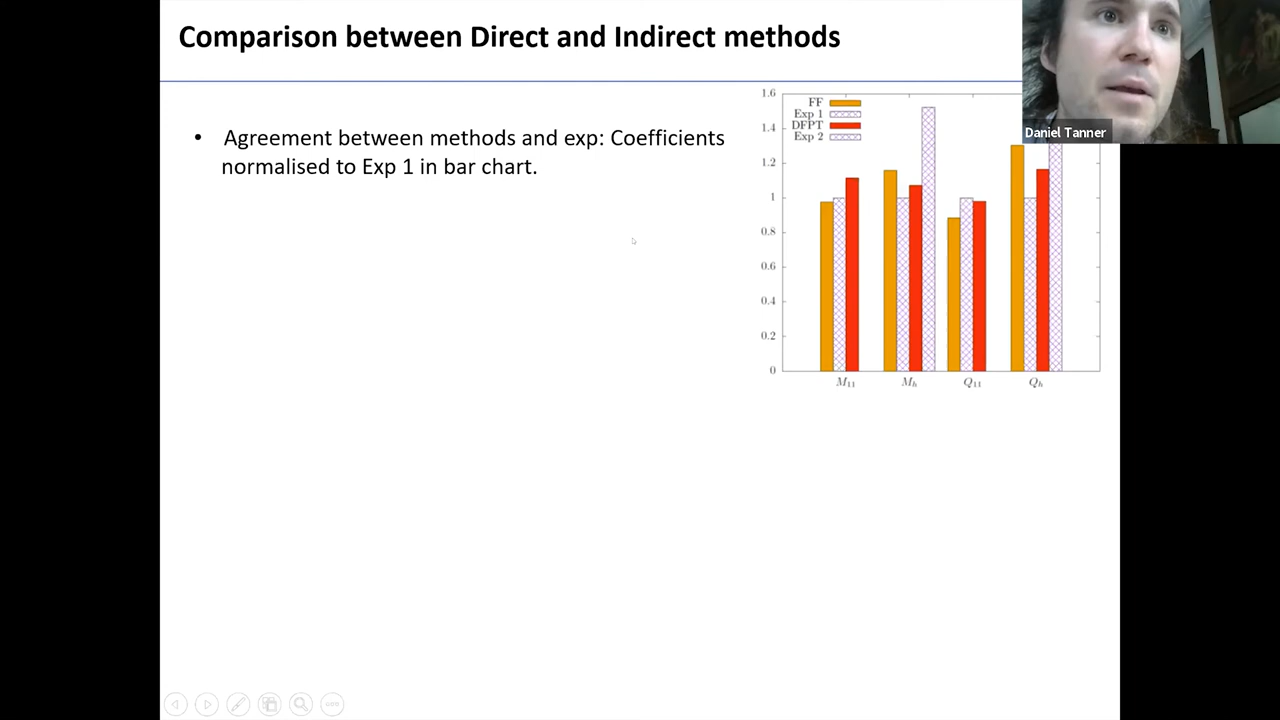 Comparison between Direct and Indirect methods
• Agreement between methods and exp: Coefficients
normalised to Exp 1 in bar chart.
Daniel Tanner
FF
Exp 1
DFPT
Exp 2
1.6
1.4
1.2
1
0.8
0.6
0.4
0.2
0
M11 Mh Q11 Qh